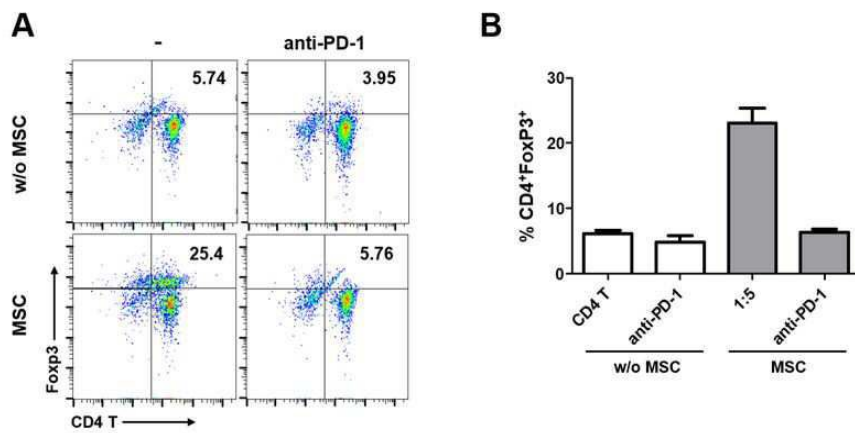 A
- anti-PD-1
w/o MSC
5.74 3.95
MSC
25.4 5.76
Foxp3
CD4 T
B
% CD4+FoxP3+
30
20
10
0
CD4 T anti-PD-1 1:5 anti-PD-1
w/o MSC MSC